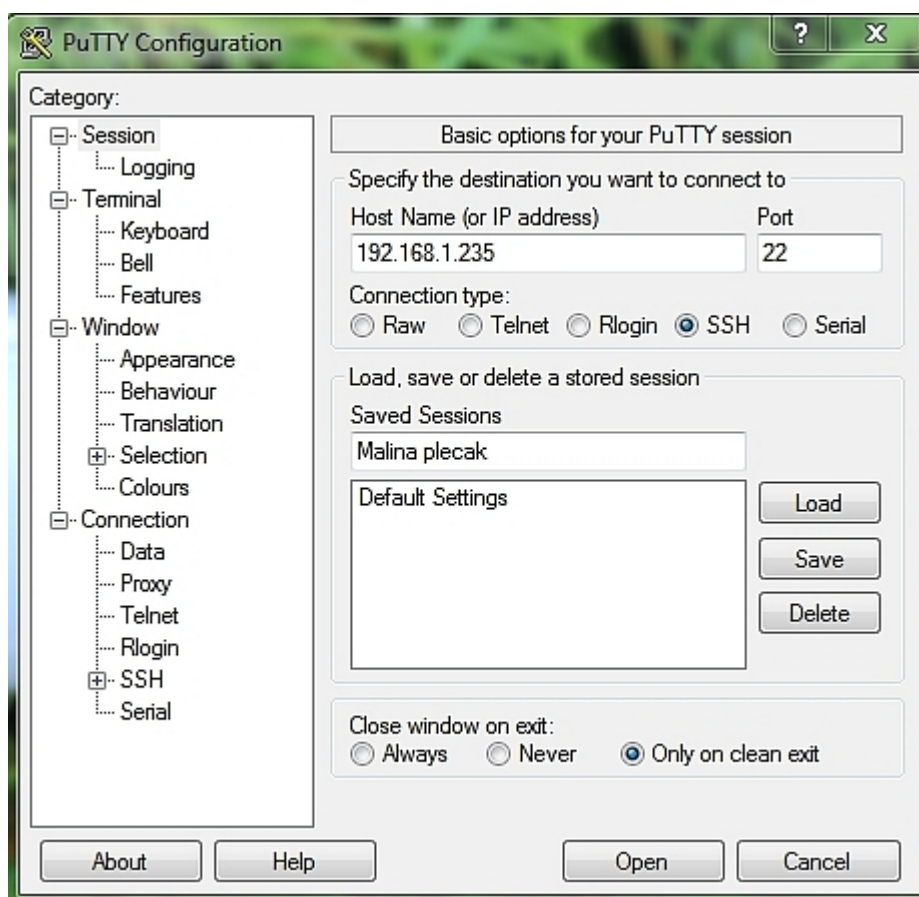 PuTTY Configuration
?
X
Category:
Session
Logging
Terminal
Keyboard
Bell
Features
Window
Appearance
Behaviour
Translation
Selection
Colours
Connection
Data
Proxy
Telnet
Rlogin
SSH
Serial
Basic options for your PuTTY session
Specify the destination you want to connect to
Host Name (or IP address) Port
192.168.1.235 22
Connection type:
Raw Telnet Rlogin SSH Serial
Load, save or delete a stored session
Saved Sessions
Malina plecak
Default Settings
Load
Save
Delete
Close window on exit:
Always Never Only on clean exit
About Help Open Cancel